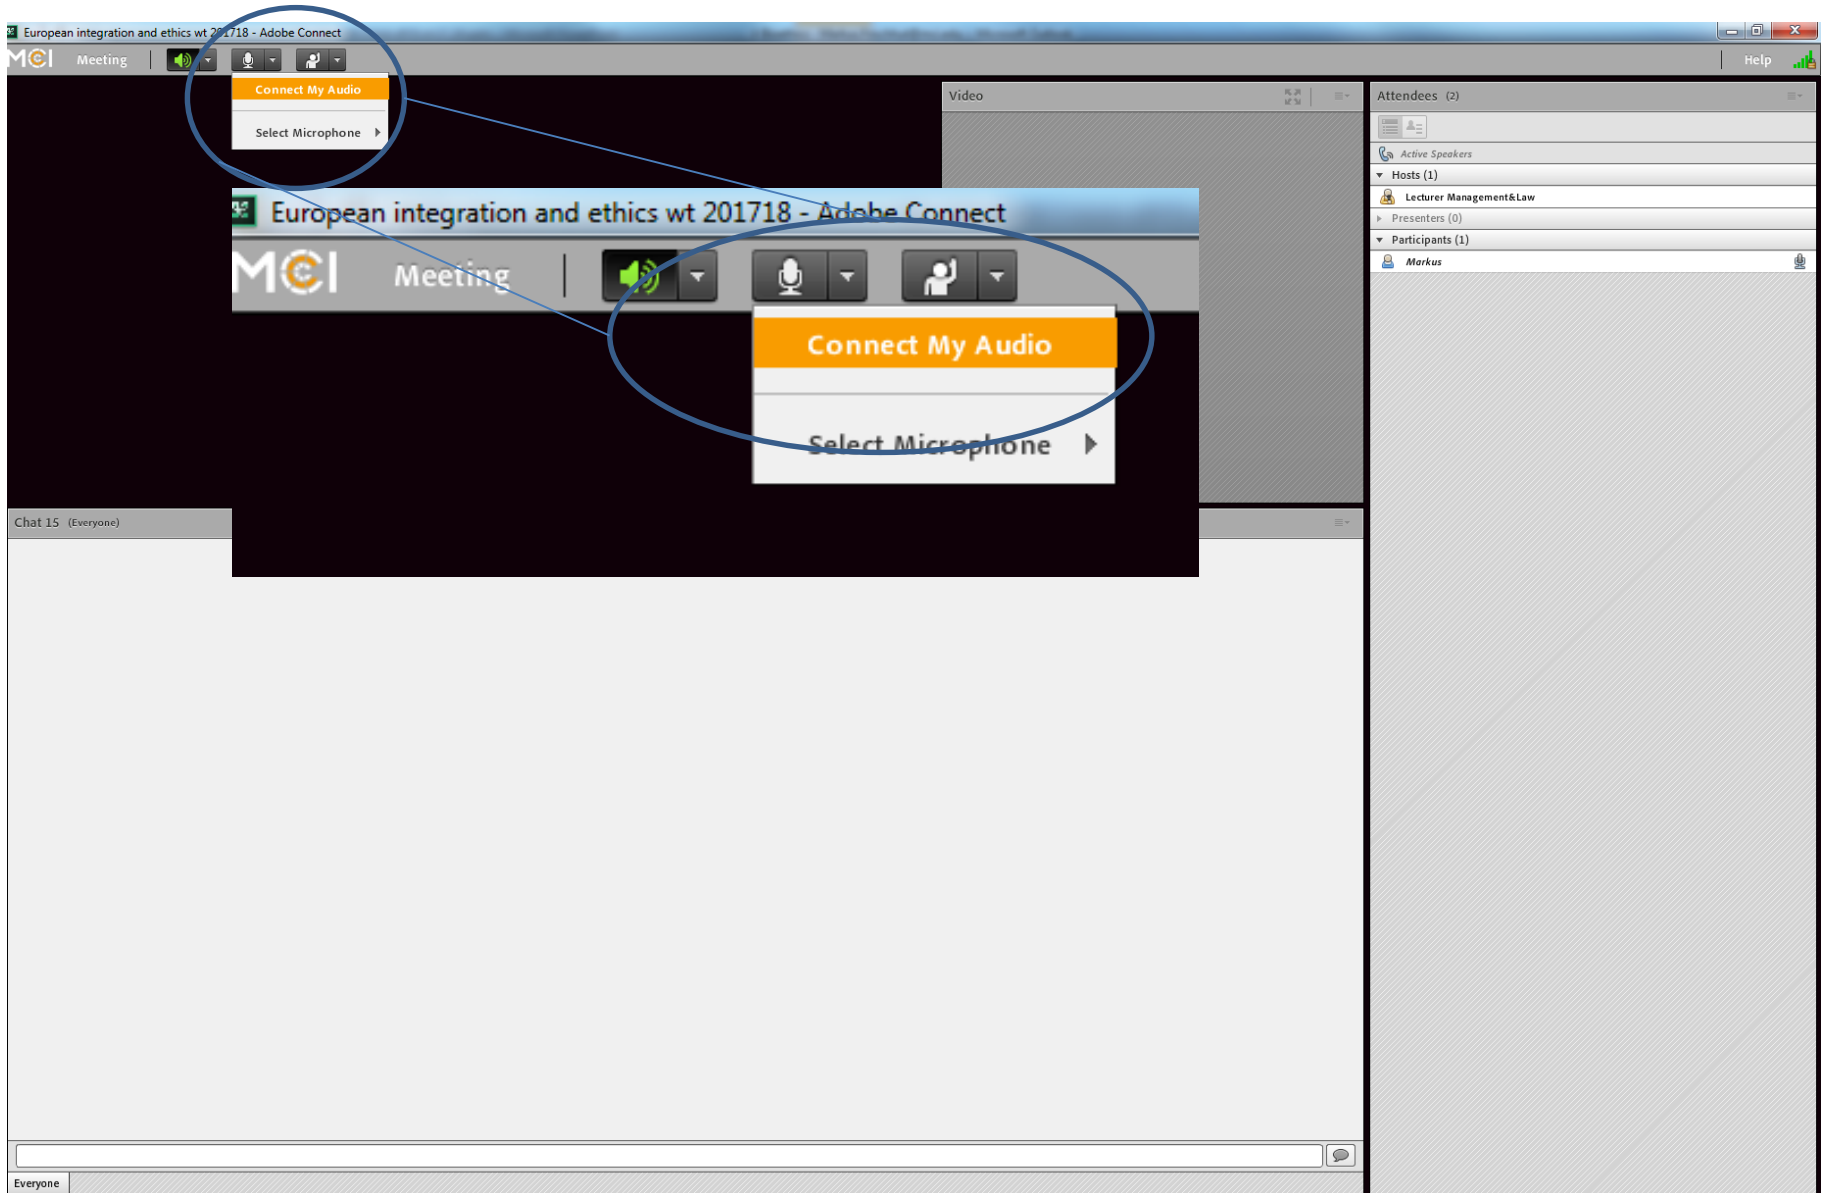 European integration and ethics wt 201718 - Adobe Connect
MCI Meeting Help
Connect My Audio
Select Microphone
Video
Attendees (2)
Active Speakers
Hosts (1)
Lecturer Management&Law
Presenters (0)
Participants (1)
Markus
European integration and ethics wt 201718 - Adobe Connect
MCI Meeting
Connect My Audio
Select Microphone
Chat 15 (Everyone)
Everyone